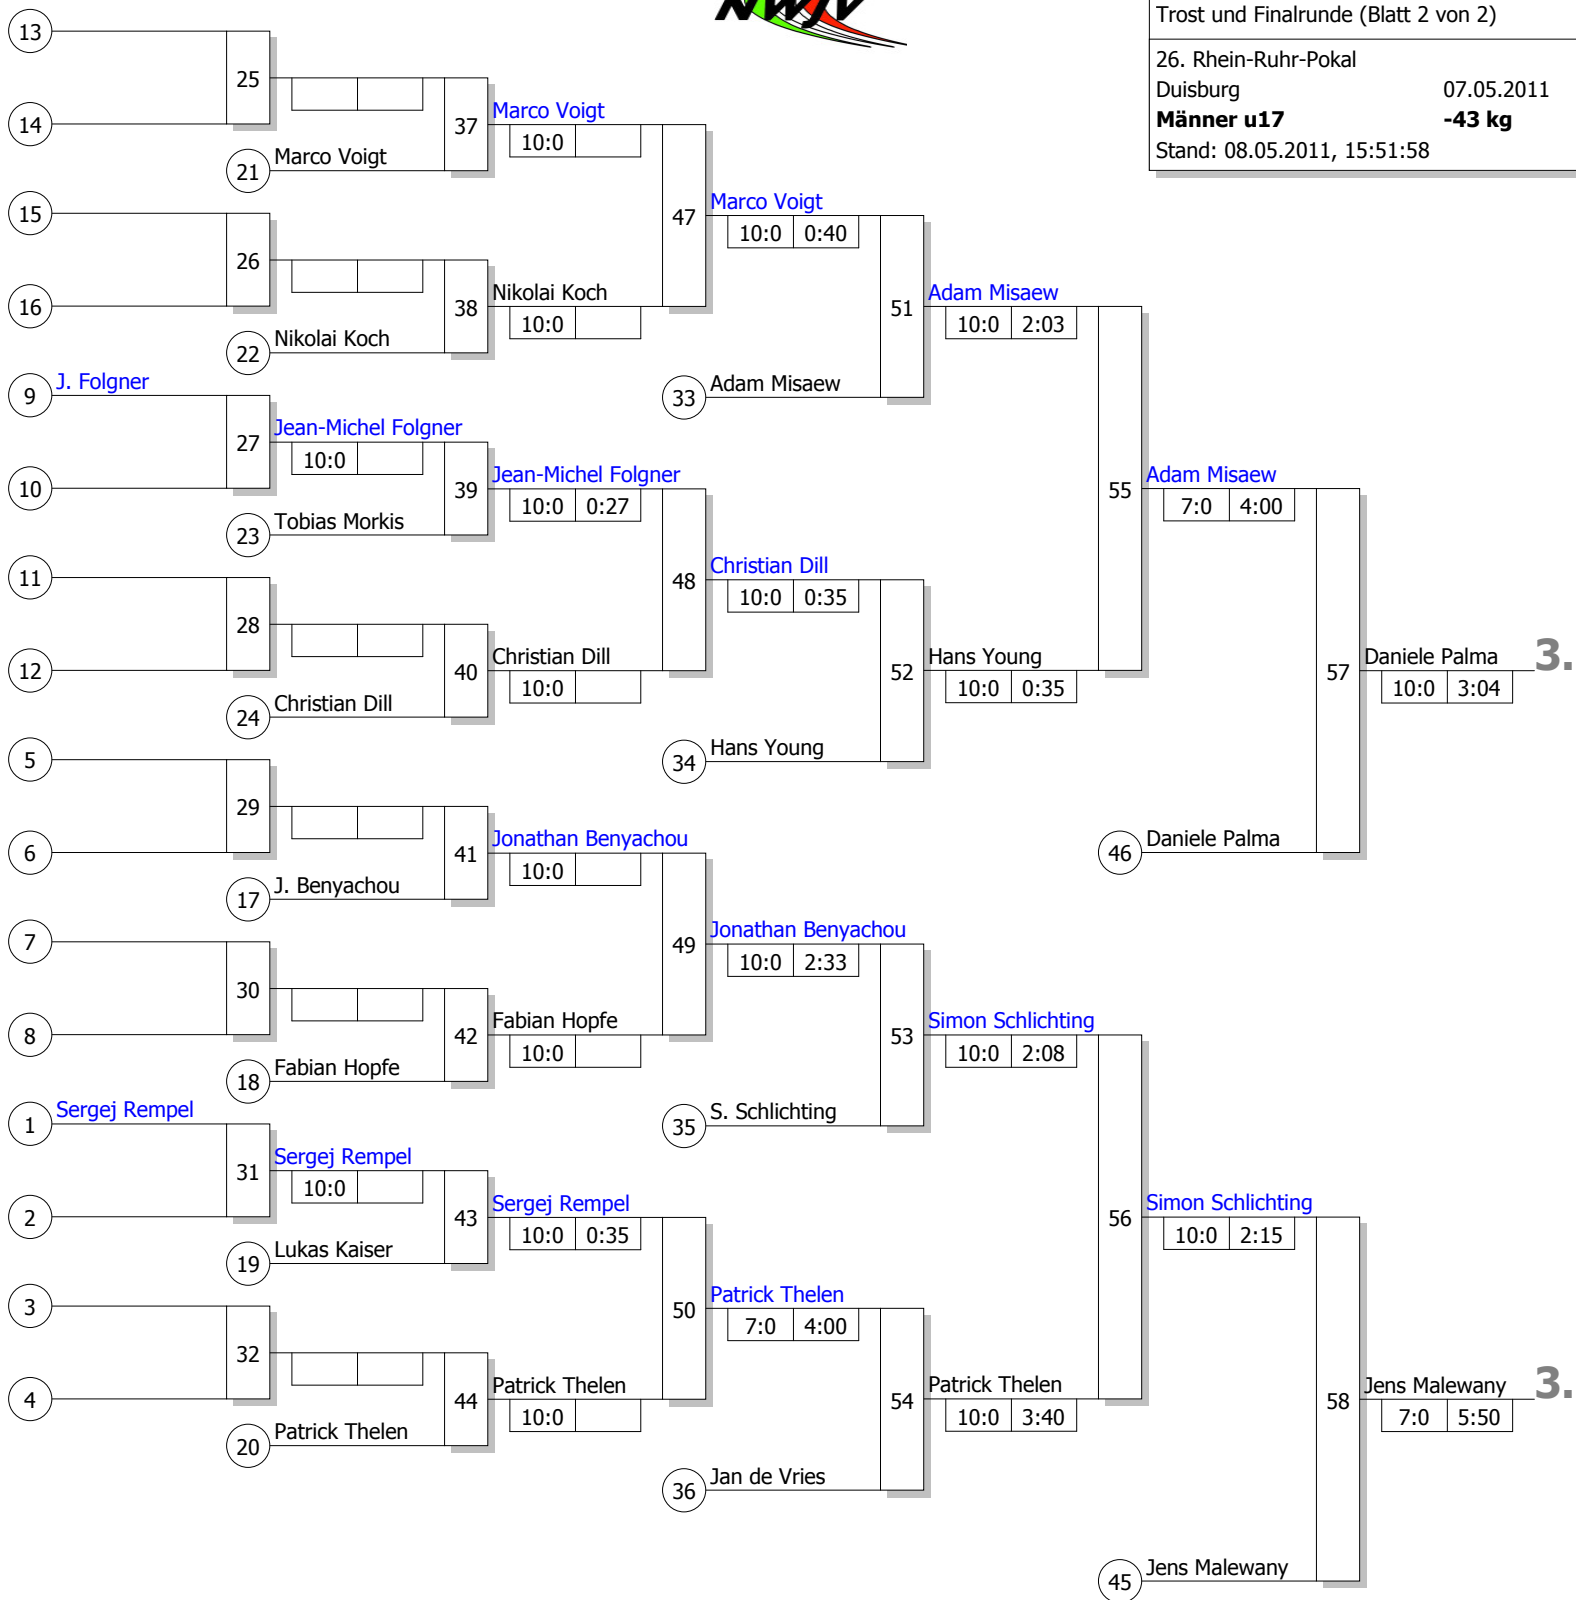 NWJV
Trost und Finalrunde (Blatt 2 von 2)
26. Rhein-Ruhr-Pokal
Duisburg 07.05.2011
Männer u17 -43 kg
Stand: 08.05.2011, 15:51:58
13
25
14
37
Marco Voigt
10:0
21
Marco Voigt
15
47
Marco Voigt
10:0 0:40
26
16
38
Nikolai Koch
10:0
22
Nikolai Koch
51
Adam Misaew
10:0 2:03
9
J. Folgner
33
Adam Misaew
27
Jean-Michel Folgner
10:0
10
39
Jean-Michel Folgner
10:0 0:27
23
Tobias Morkis
55
Adam Misaew
7:0 4:00
11
48
Christian Dill
10:0 0:35
28
12
40
Christian Dill
10:0
24
Christian Dill
52
Hans Young
10:0 0:35
57
Daniele Palma
10:0 3:04
3.
5
34
Hans Young
29
6
41
Jonathan Benyachou
10:0
46
Daniele Palma
17
J. Benyachou
7
49
Jonathan Benyachou
10:0 2:33
30
8
42
Fabian Hopfe
10:0
18
Fabian Hopfe
53
Simon Schlichting
10:0 2:08
1
Sergej Rempel
35
S. Schlichting
31
Sergej Rempel
10:0
2
43
Sergej Rempel
10:0 0:35
19
Lukas Kaiser
56
Simon Schlichting
10:0 2:15
3
50
Patrick Thelen
7:0 4:00
32
4
44
Patrick Thelen
10:0
20
Patrick Thelen
54
Patrick Thelen
10:0 3:40
58
Jens Malewany
7:0 5:50
3.
36
Jan de Vries
45
Jens Malewany